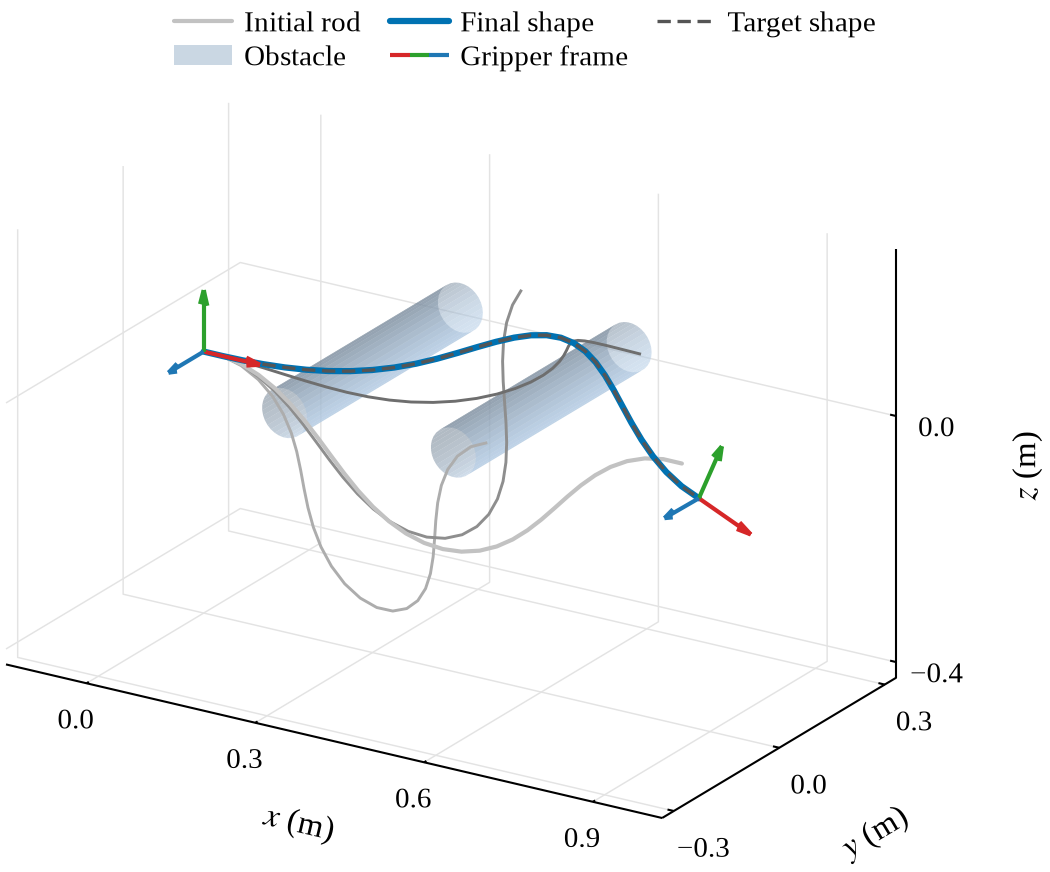 Initial rod
Final shape
Target shape
Obstacle
Gripper frame
0.0
z (m)
−0.4
0.3
0.0
0.0
0.3
0.6
x (m)
y (m)
0.9
−0.3